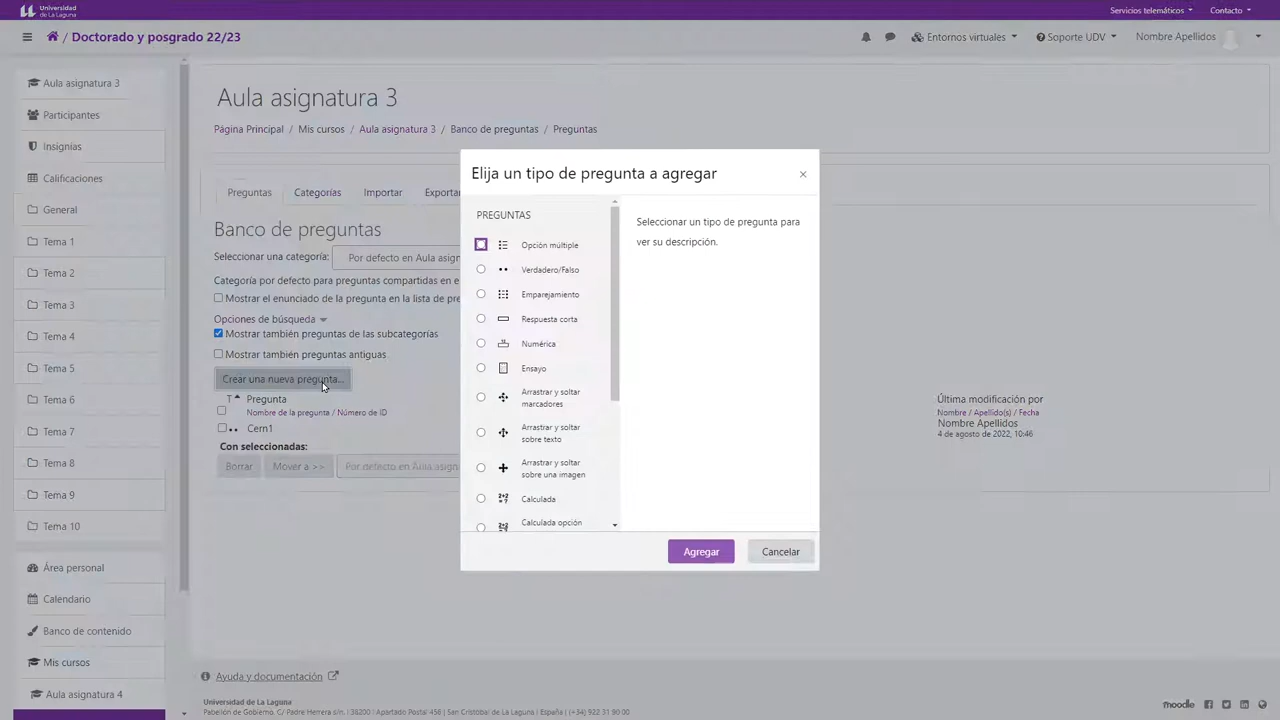 Universidad
de La Laguna
Servicios telemáticos
Contacto
/ Doctorado y posgrado 22/23
Entornos virtuales
Soporte UDV
Nombre Apellidos
Aula asignatura 3
Participantes
Insignias
Calificaciones
General
Tema 1
Tema 2
Tema 3
Tema 4
Tema 5
Tema 6
Tema 7
Tema 8
Tema 9
Tema 10
Área personal
Calendario
Banco de contenido
Mis cursos
Aula asignatura 4
Aula asignatura 3
Página Principal / Mis cursos / Aula asignatura 3 / Banco de preguntas / Preguntas
Preguntas Categorías Importar Exportar
Banco de preguntas
Seleccionar una categoría: Por defecto en Aula asign
Categoría por defecto para preguntas compartidas en e
Mostrar el enunciado de la pregunta en la lista de pre
Opciones de búsqueda
Mostrar también preguntas de las subcategorías
Mostrar también preguntas antiguas
Crear una nueva pregunta...
T Pregunta
Nombre de la pregunta / Número de ID
Cern1
Con seleccionadas:
Borrar Mover a >> Por defecto en Aula asign
Última modificación por
Nombre / Apellido(s) / Fecha
Nombre Apellidos
4 de agosto de 2022, 10:46
Elija un tipo de pregunta a agregar ×
PREGUNTAS
Opción múltiple
Verdadero/Falso
Emparejamiento
Respuesta corta
Numérica
Ensayo
Arrastrar y soltar
marcadores
Arrastrar y soltar
sobre texto
Arrastrar y soltar
sobre una imagen
Calculada
Calculada opción
Seleccionar un tipo de pregunta para
ver su descripción.
Agregar Cancelar
Ayuda y documentación
Universidad de La Laguna
Pabellón de Gobierno, C/ Padre Herrera s/n. | 38200 | Apartado Postal 456 | San Cristóbal de La Laguna | España | (+34) 922 31 90 00
moodle